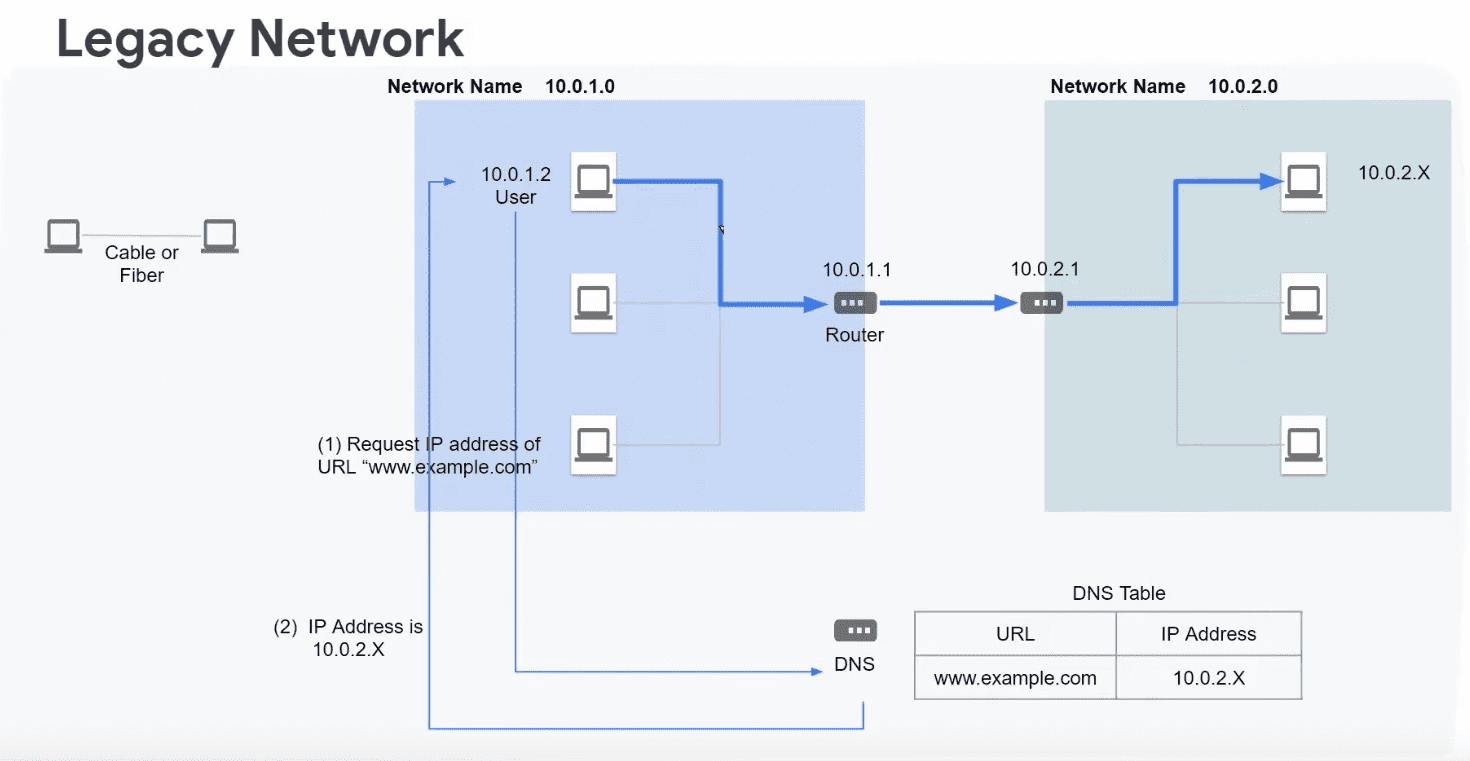 Legacy Network
Network Name 10.0.1.0
Network Name 10.0.2.0
10.0.1.2
User
10.0.2.X
Cable or
Fiber
10.0.1.1
Router
10.0.2.1
(1) Request IP address of
URL “www.example.com”
(2) IP Address is
10.0.2.X
DNS
DNS Table
URL IP Address
www.example.com 10.0.2.X